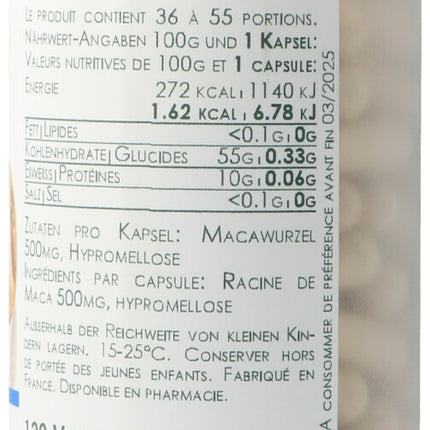 Le produit contient 36 à 55 portions.
Nährwert-Angaben 100g und 1 Kapsel:
Valeurs nutritives de 100g et 1 capsule:
Energie 272 kcal | 1140 kJ
1.62 kcal | 6.78 kJ
Fett | Lipides <0.1g | 0g
Kohlenhydrate | Glucides 55g | 0.33g
Eiweiss | Protéines 10g | 0.06g
Salz | Sel <0.1g | 0g
Zutaten pro Kapsel: Macawurzel
500mg, Hypromellose
Ingrédients par capsule: Racine de
Maca 500mg, hypromellose
Ausserhalb der Reichweite von kleinen Kin-
dern lagern. 15-25°C. Conserver hors
de portée des jeunes enfants. Fabriqué en
France. Disponible en pharmacie.
À consommer de préférence avant fin 03/2025